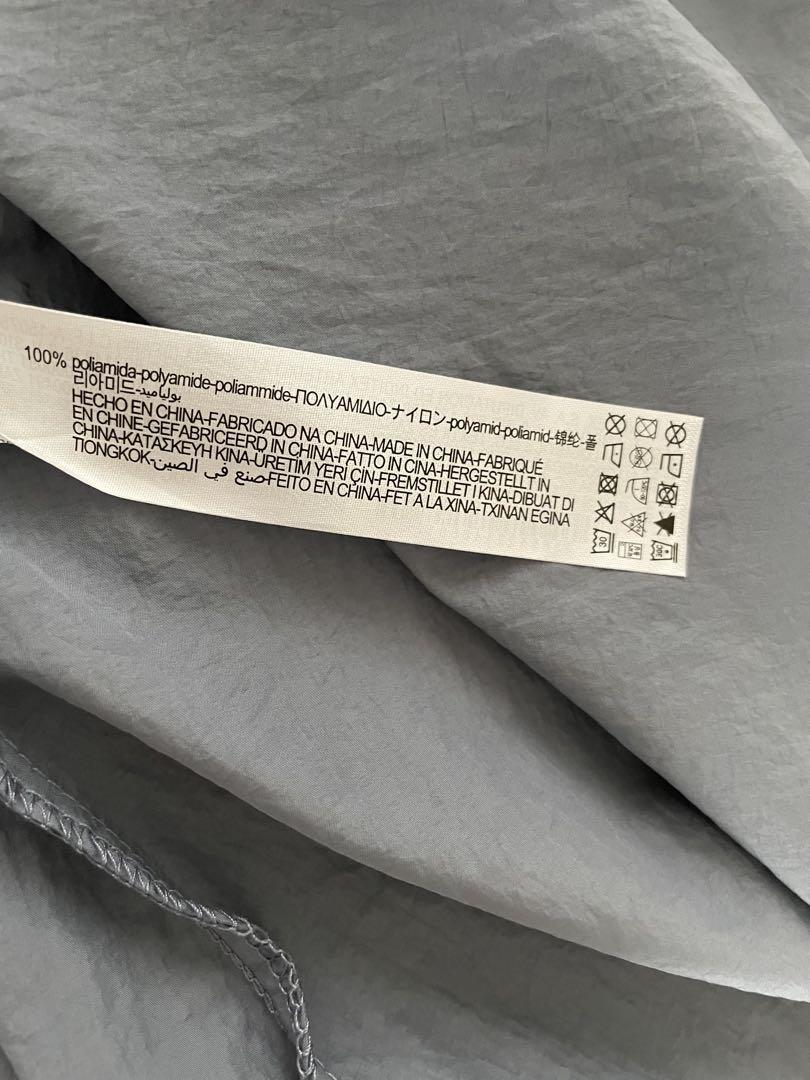 100% poliamida-polyamide-poliammide-ΠΟΛΥΑΜΙΔΙΟ-ナイロン-polyamid-poliamid-锦纶-폴
리아미드-بولياميد
HECHO EN CHINA-FABRICADO NA CHINA-MADE IN CHINA-FABRIQUÉ
EN CHINE-GEFABRICEERD IN CHINA-FATTO IN CINA-HERGESTELLT IN
CHINA-ΚΑΤΑΣΚΕΥΗ ΚΙΝΑ-ÜRETİM YERİ ÇİN-FREMSTILLET I KINA-DIBUAT DI
TIONGKOK-صنع في الصين-FEITO EN CHINA-FET A LA XINA-TXINAN EGINA
30